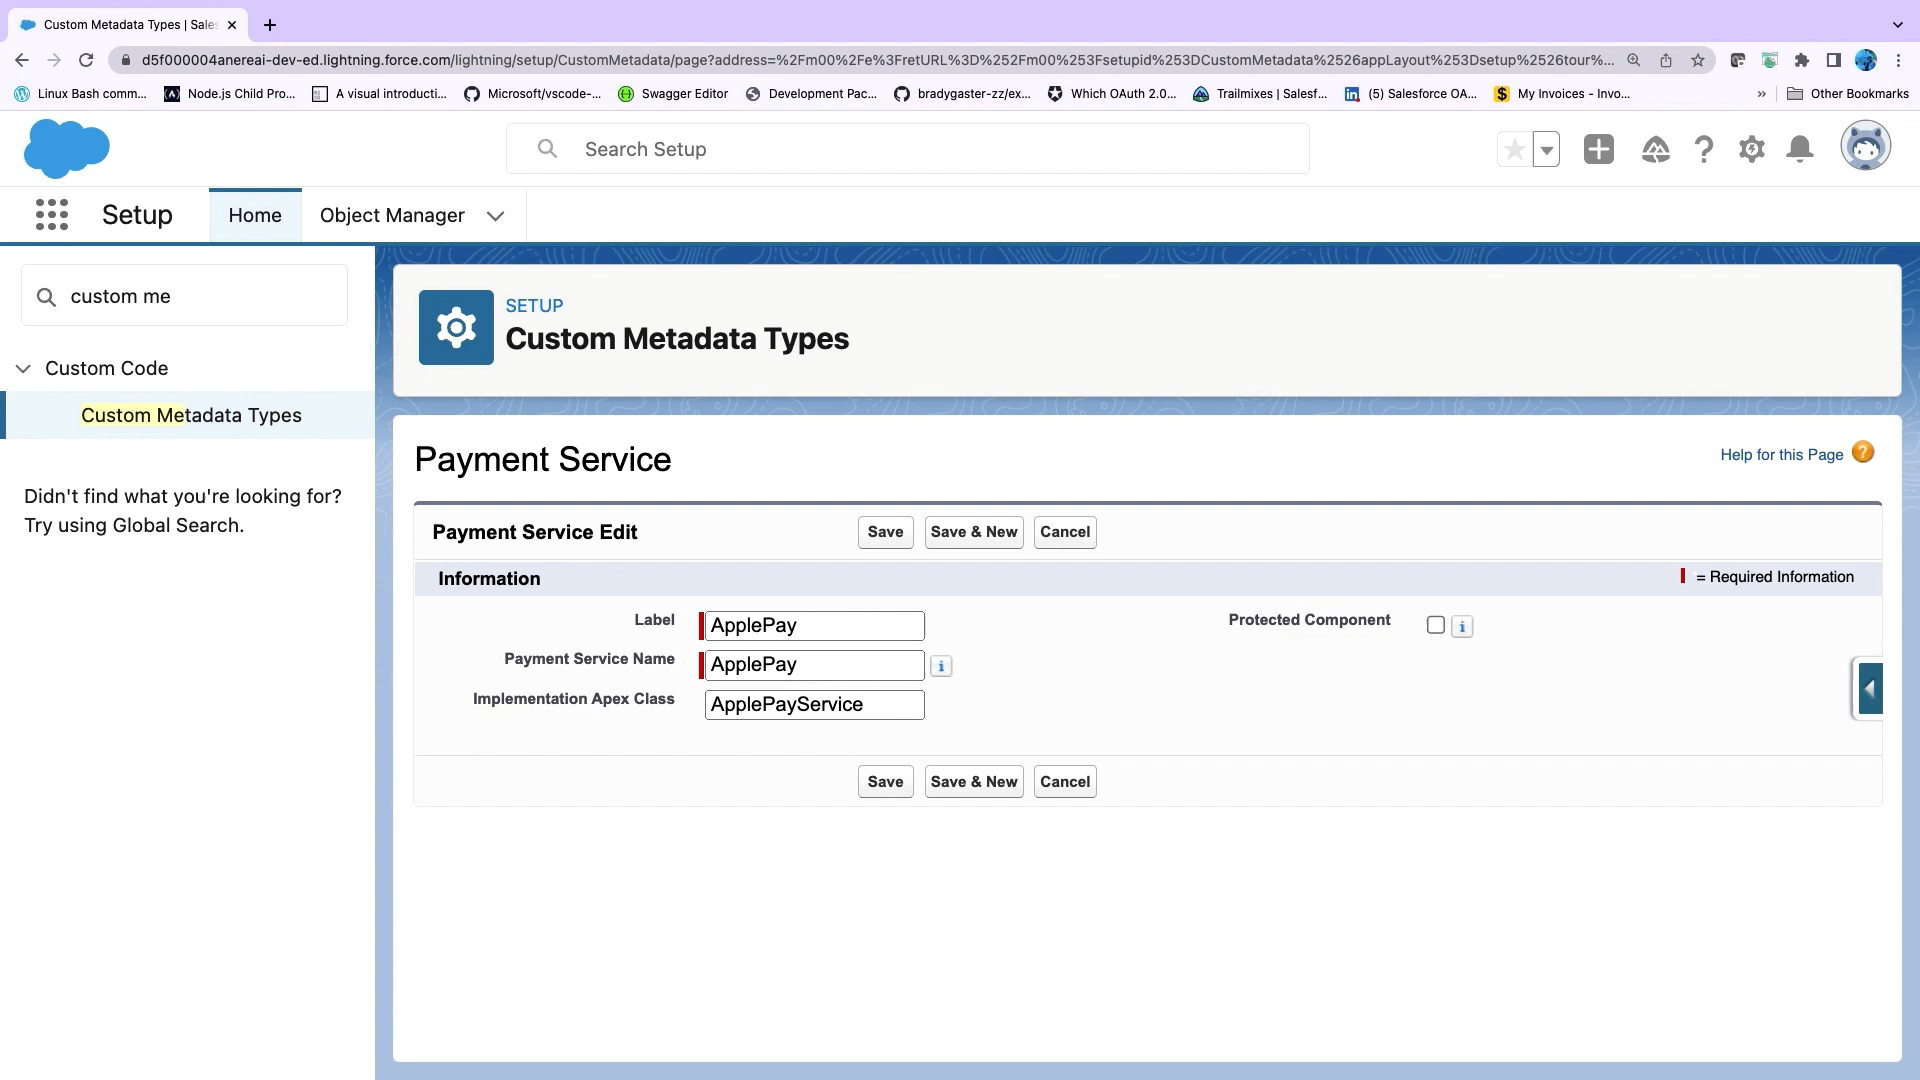 Custom Metadata Types | Sales
d5f000004anereai-dev-ed.lightning.force.com/lightning/setup/CustomMetadata/page?address=%2Fm00%2Fe%3FretURL%3D%252Fm00%253Fsetupid%253DCustomMetadata%2526appLayout%253Dsetup%2526tour%...
Linux Bash comm...
Node.js Child Pro...
A visual introducti...
Microsoft/vscode-...
Swagger Editor
Development Pac...
bradygaster-zz/ex...
Which OAuth 2.0...
Trailmixes | Salesf...
(5) Salesforce OA...
My Invoices - Invo...
»
Other Bookmarks
Search Setup
Setup
Home
Object Manager
custom me
Custom Code
Custom Metadata Types
Didn't find what you're looking for?
Try using Global Search.
SETUP
Custom Metadata Types
Payment Service
Help for this Page ?
Payment Service Edit
Save
Save & New
Cancel
Information
= Required Information
Label
ApplePay
Protected Component
i
Payment Service Name
ApplePay
i
Implementation Apex Class
ApplePayService
Save
Save & New
Cancel